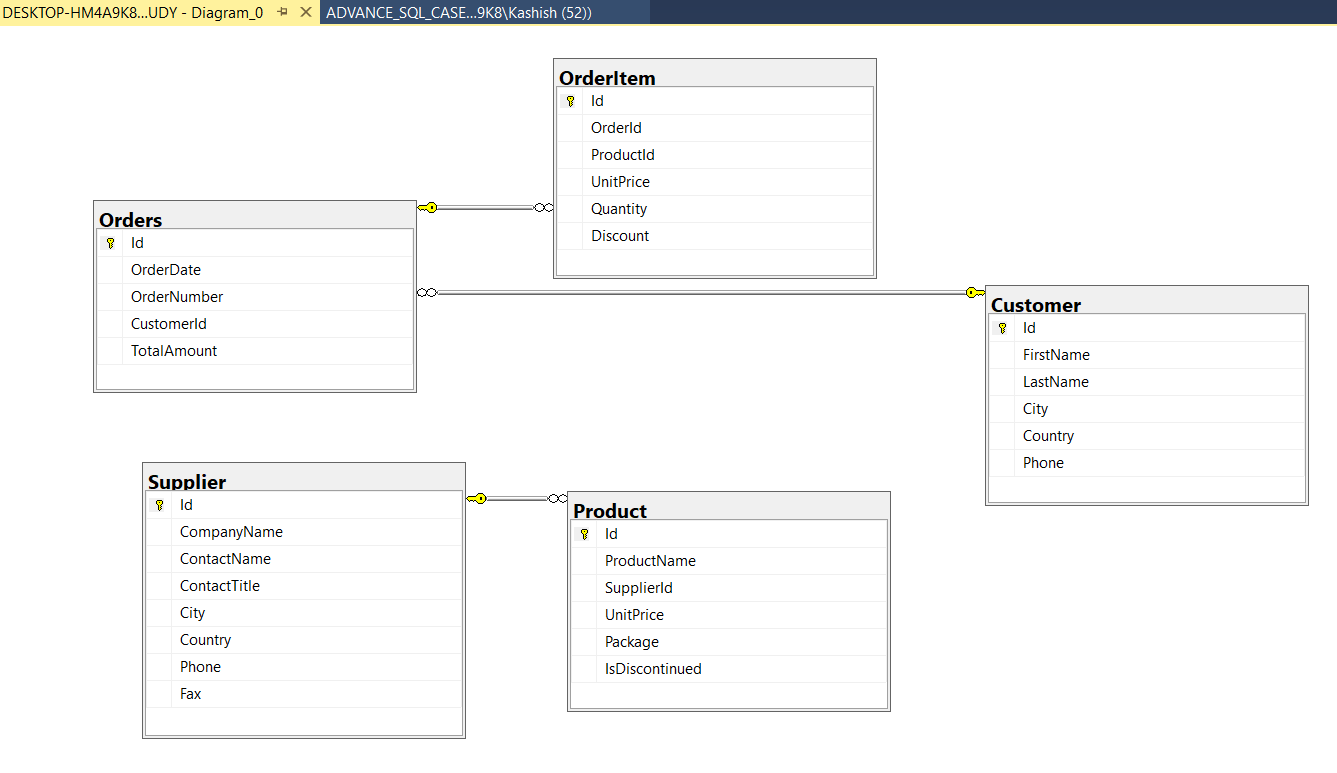 DESKTOP-HM4A9K8...UDY - Diagram_0
ADVANCE_SQL_CASE...9K8\Kashish (52))
OrderItem
Id
OrderId
ProductId
UnitPrice
Quantity
Discount
Orders
Id
OrderDate
OrderNumber
CustomerId
TotalAmount
Customer
Id
FirstName
LastName
City
Country
Phone
Supplier
Id
CompanyName
ContactName
ContactTitle
City
Country
Phone
Fax
Product
Id
ProductName
SupplierId
UnitPrice
Package
IsDiscontinued